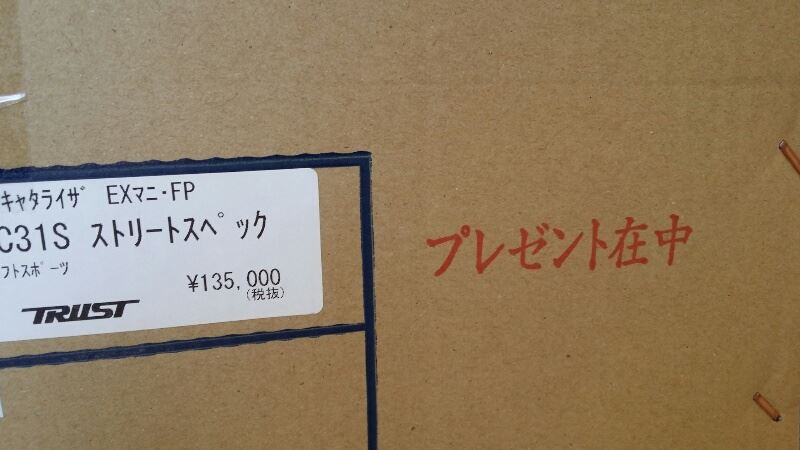 キャタライザ EXマニ・FP
C31S ストリートスペック
フトスポーツ
¥135,000
(税抜)
TRUST
プレゼント在中